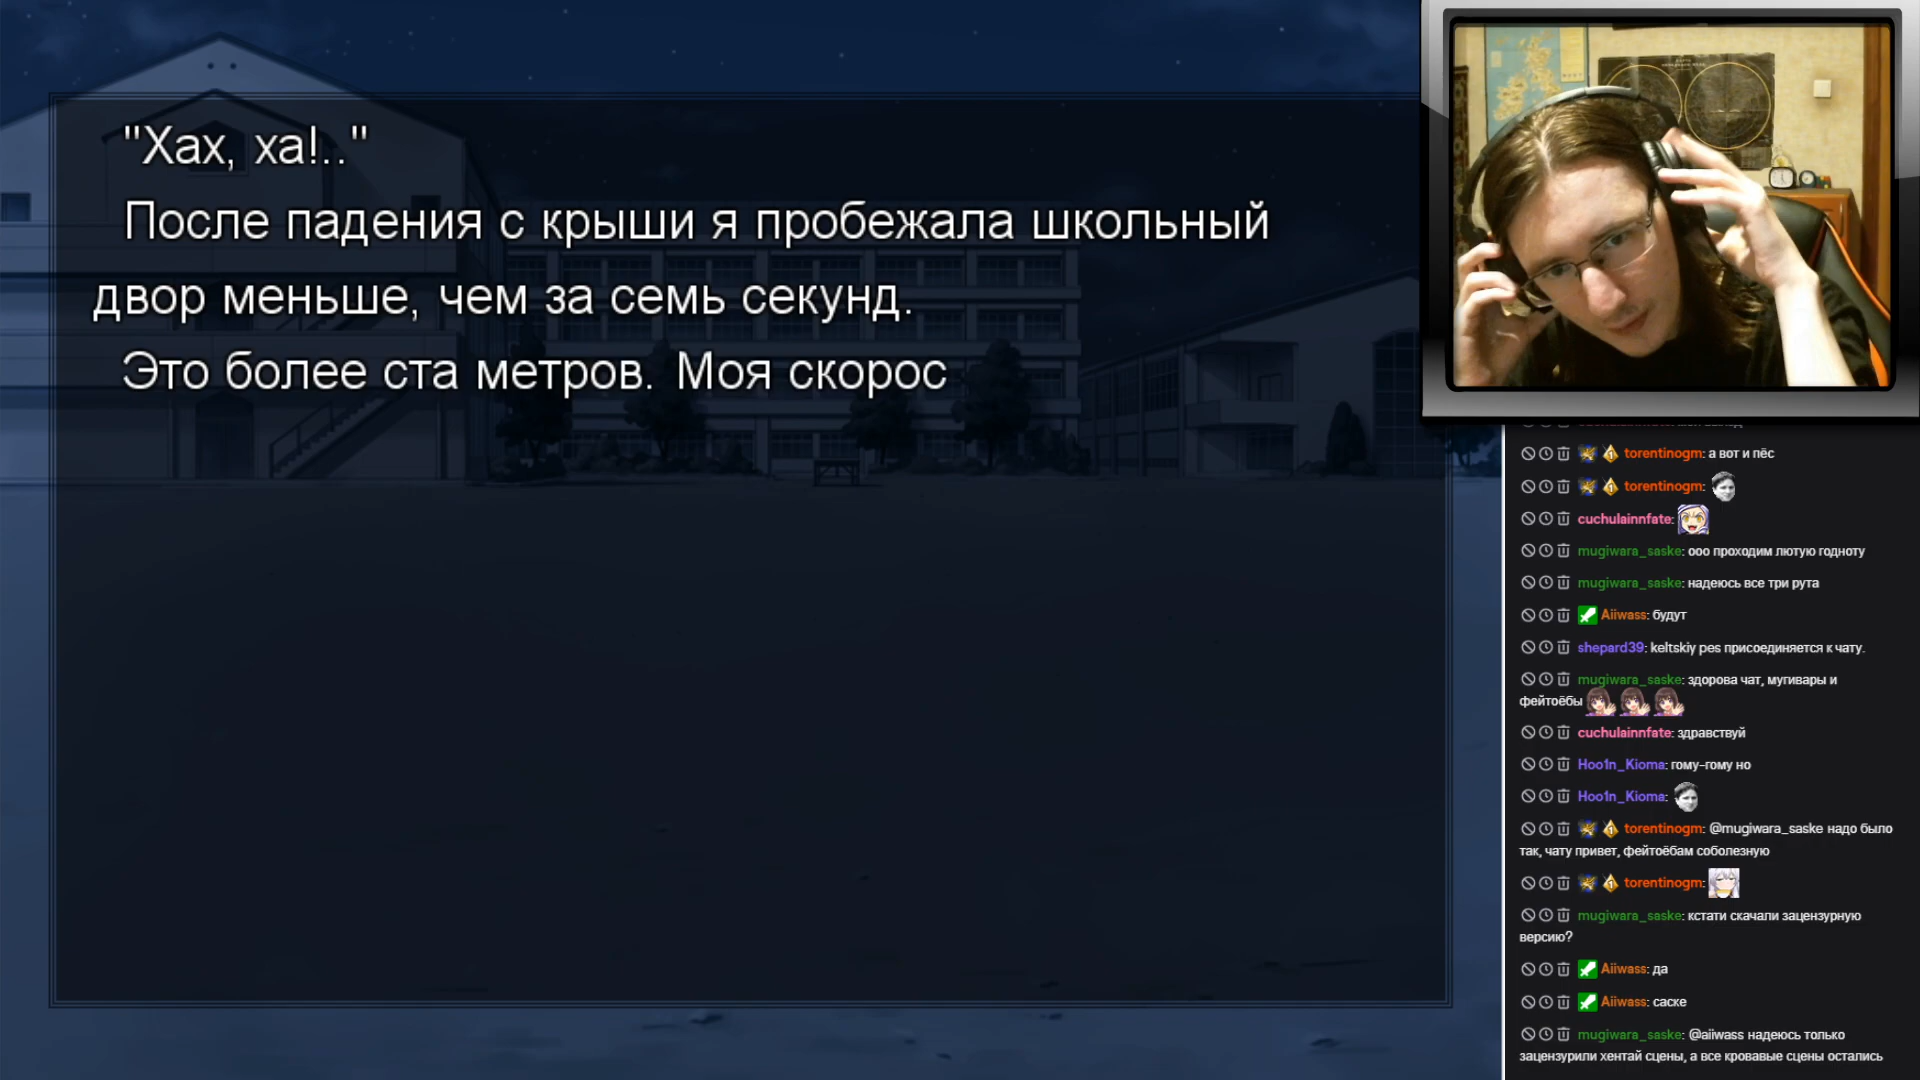 "Хах, ха!.."
После падения с крыши я пробежала школьный
двор меньше, чем за семь секунд.
Это более ста метров. Моя скорос
torentinogm: а вот и пёс
torentinogm:
cuchulainnfate:
mugiwara_saske: ооо проходим лютую годноту
mugiwara_saske: надеюсь все три рута
Aiiwass: будут
shepard39: keltskiy pes присоединяется к чату.
mugiwara_saske: здорова чат, мугивары и
фейтоёбы
cuchulainnfate: здравствуй
Hoo1n_Kioma: гому-гому но
Hoo1n_Kioma:
torentinogm: @mugiwara_saske надо было
так, чату привет, фейтоёбам соболезную
torentinogm:
mugiwara_saske: кстати скачали зацензурную
версию?
Aiiwass: да
Aiiwass: саске
mugiwara_saske: @aiiwass надеюсь только
зацензурили хентай сцены, а все кровавые сцены остались